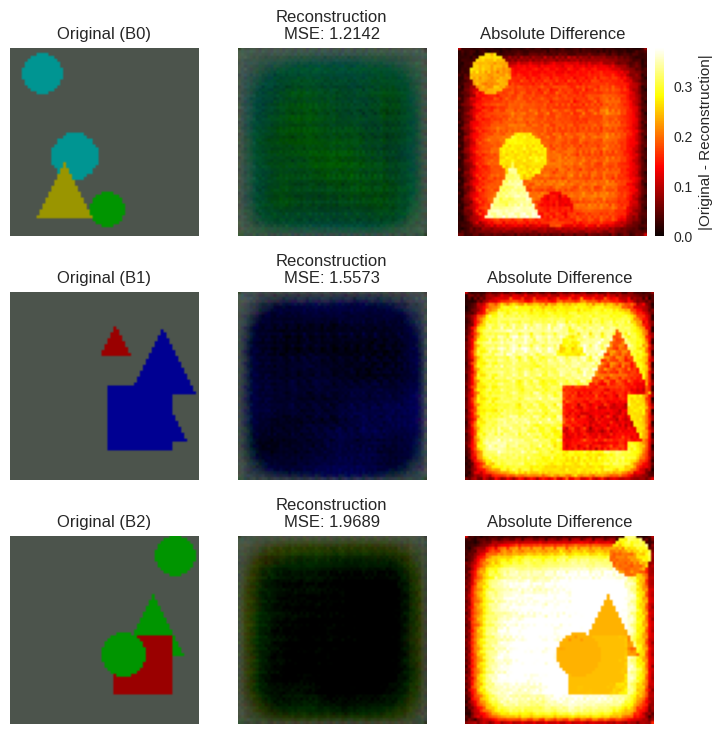 Original (B0)
Reconstruction
MSE: 1.2142
Absolute Difference
0.3
0.2
0.1
0.0
|Original - Reconstruction|
Original (B1)
Reconstruction
MSE: 1.5573
Absolute Difference
Original (B2)
Reconstruction
MSE: 1.9689
Absolute Difference